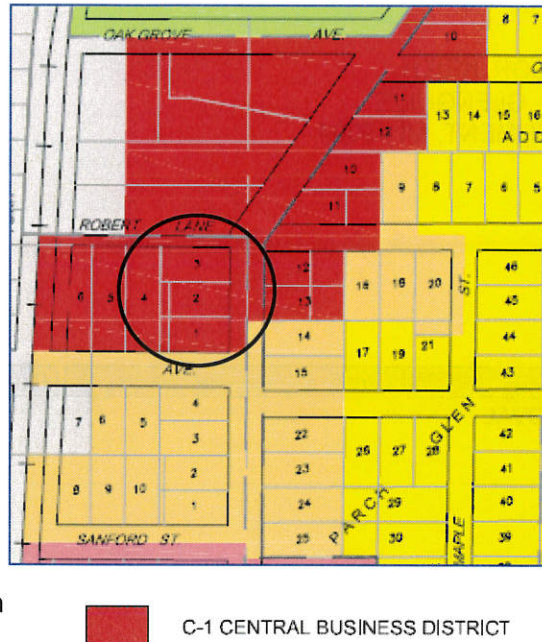 8 7
OAK GROVE AVE.
10
O
11
13 14 15 16
12
ADD
10
9 8 7 6 5
11
ROBERT LANE
3
12
18 19 20
ST.
46
6 5 4
2
13
45
1
14
17 19 21
44
AVE.
15
43
4
7 6 5
3
22
26 27 28
GLEN
42
2
23
41
8 9 10
24
PARCH
29
40
1
SANFORD ST.
25
30
MAPLE
39
n
C-1 CENTRAL BUSINESS DISTRICT